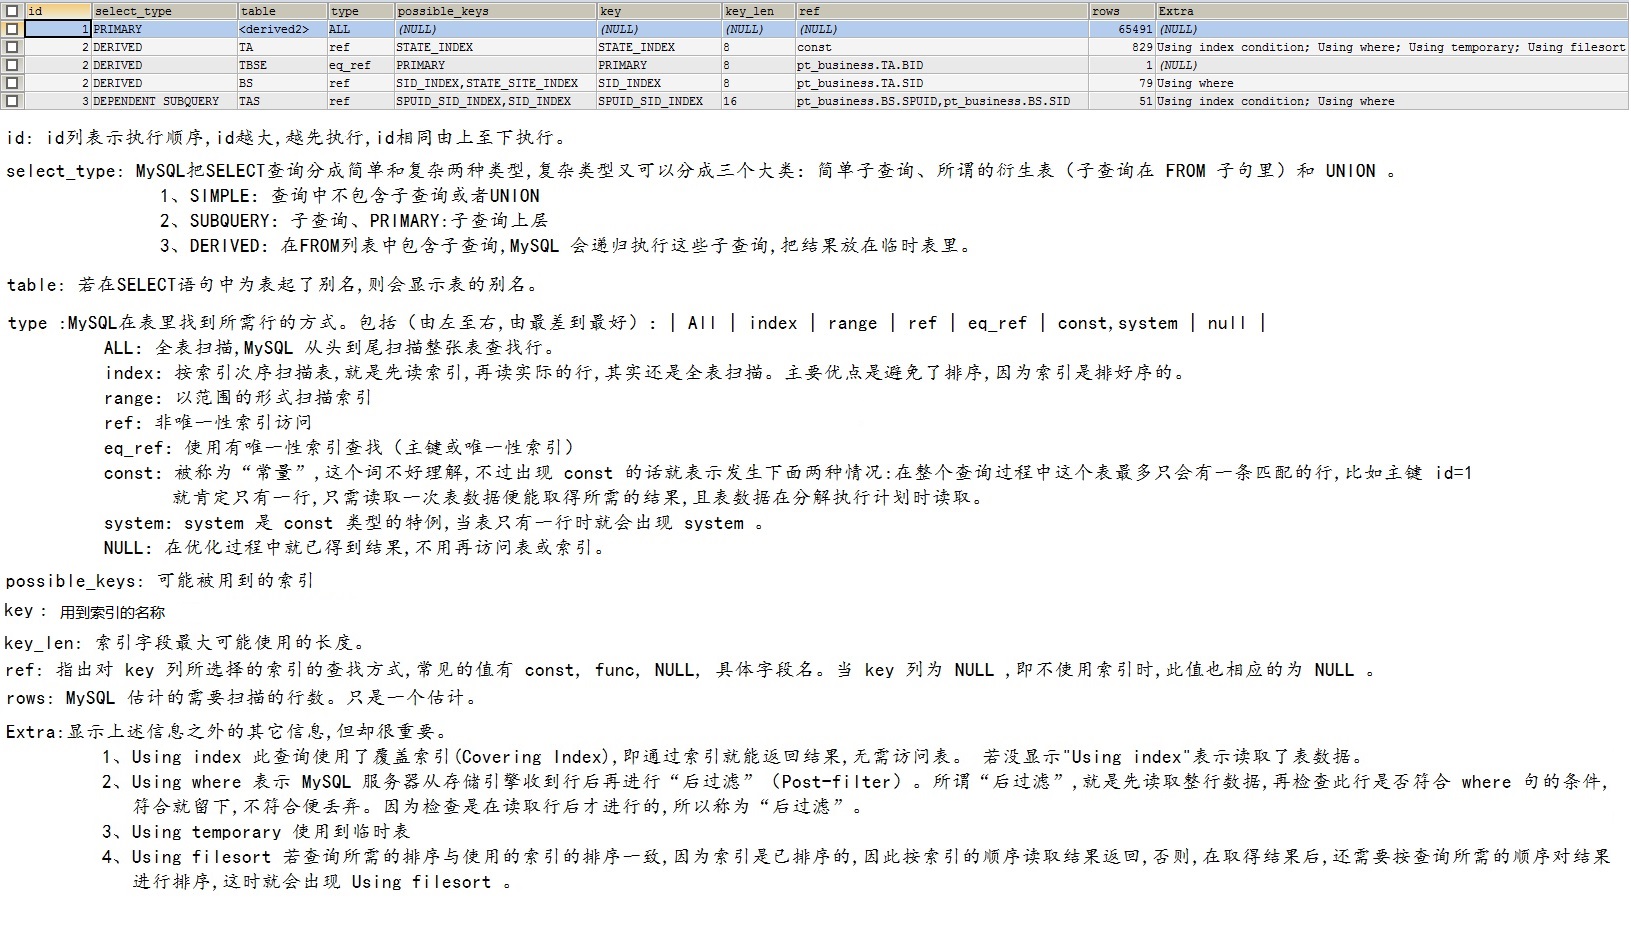 id select_type table type possible_keys key key_len ref rows Extra
1 PRIMARY <derived2> ALL (NULL) (NULL) (NULL) (NULL) 65491 (NULL)
2 DERIVED TA ref STATE_INDEX STATE_INDEX 8 const 829 Using index condition; Using where; Using temporary; Using filesort
2 DERIVED TBSE eq_ref PRIMARY PRIMARY 8 pt_business.TA.BID 1 (NULL)
2 DERIVED BS ref SID_INDEX,STATE_SITE_INDEX SID_INDEX 8 pt_business.TA.SID 79 Using where
3 DEPENDENT SUBQUERY TAS ref SPUID_SID_INDEX,SID_INDEX SPUID_SID_INDEX 16 pt_business.BS.SPUID,pt_business.BS.SID 51 Using index condition; Using where
id: id列表示执行顺序,id越大,越先执行,id相同由上至下执行。
select_type: MySQL把SELECT查询分成简单和复杂两种类型,复杂类型又可以分成三个大类: 简单子查询、所谓的衍生表（子查询在 FROM 子句里）和 UNION 。
1、SIMPLE: 查询中不包含子查询或者UNION
2、SUBQUERY: 子查询、PRIMARY:子查询上层
3、DERIVED: 在FROM列表中包含子查询,MySQL 会递归执行这些子查询,把结果放在临时表里。
table: 若在SELECT语句中为表起了别名,则会显示表的别名。
type :MySQL在表里找到所需行的方式。包括（由左至右,由最差到最好）: | All | index | range | ref | eq_ref | const,system | null |
ALL: 全表扫描,MySQL 从头到尾扫描整张表查找行。
index: 按索引次序扫描表,就是先读索引,再读实际的行,其实还是全表扫描。主要优点是避免了排序,因为索引是排好序的。
range: 以范围的形式扫描索引
ref: 非唯一性索引访问
eq_ref: 使用有唯一性索引查找（主键或唯一性索引）
const: 被称为“常量”,这个词不好理解,不过出现 const 的话就表示发生下面两种情况:在整个查询过程中这个表最多只会有一条匹配的行,比如主键 id=1
就肯定只有一行,只需读取一次表数据便能取得所需的结果,且表数据在分解执行计划时读取。
system: system 是 const 类型的特例,当表只有一行时就会出现 system 。
NULL: 在优化过程中就已得到结果,不用再访问表或索引。
possible_keys: 可能被用到的索引
key : 用到索引的名称
key_len: 索引字段最大可能使用的长度。
ref: 指出对 key 列所选择的索引的查找方式,常见的值有 const, func, NULL, 具体字段名。当 key 列为 NULL ,即不使用索引时,此值也相应的为 NULL 。
rows: MySQL 估计的需要扫描的行数。只是一个估计。
Extra:显示上述信息之外的其它信息,但却很重要。
1、Using index 此查询使用了覆盖索引(Covering Index),即通过索引就能返回结果,无需访问表。 若没显示"Using index"表示读取了表数据。
2、Using where 表示 MySQL 服务器从存储引擎收到行后再进行“后过滤”（Post-filter）。所谓“后过滤”,就是先读取整行数据,再检查此行是否符合 where 句的条件,
符合就留下,不符合便丢弃。因为检查是在读取行后才进行的,所以称为“后过滤”。
3、Using temporary 使用到临时表
4、Using filesort 若查询所需的排序与使用的索引的排序一致,因为索引是已排序的,因此按索引的顺序读取结果返回,否则,在取得结果后,还需要按查询所需的顺序对结果
进行排序,这时就会出现 Using filesort 。